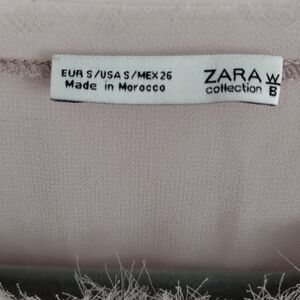 EUR S/USA S/MEX 26
Made in Morocco
ZARA W/B
collection